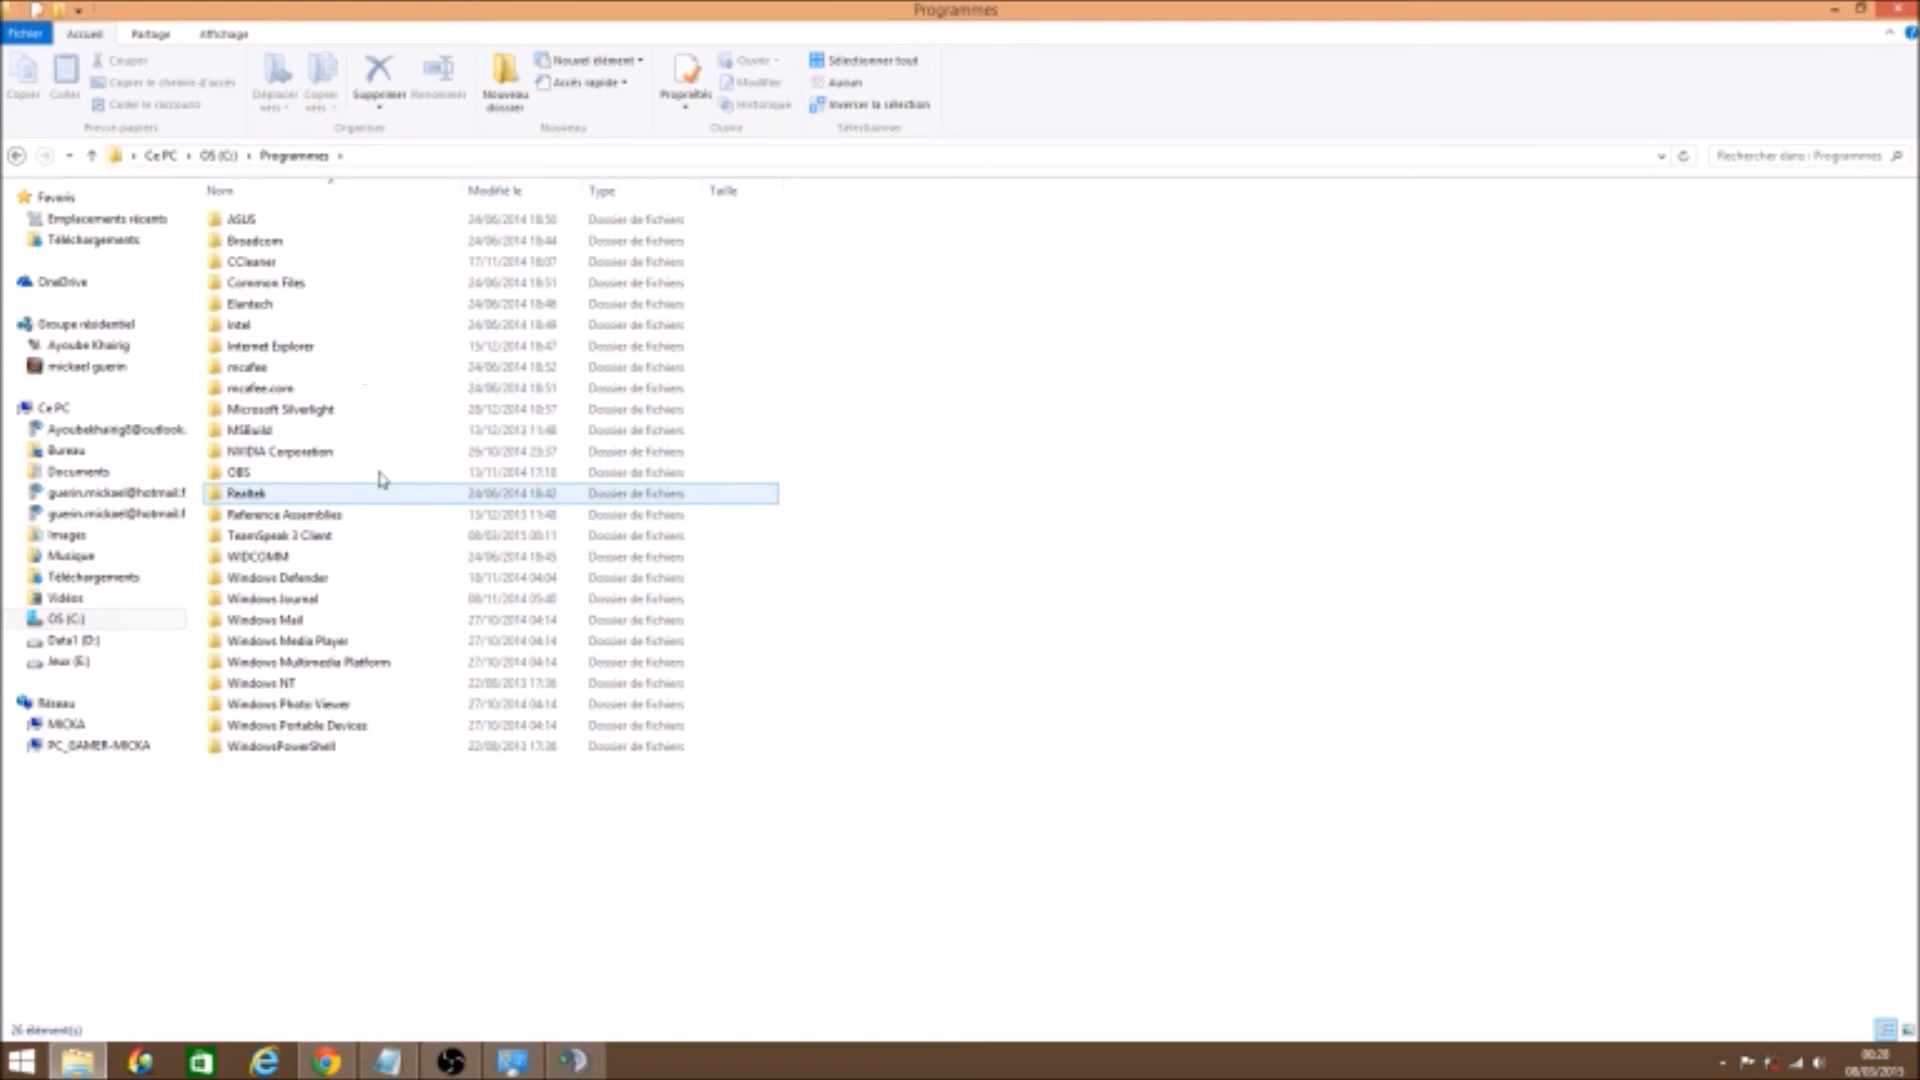 Programmes
Fichier Accueil Partage Affichage
Copier Coller Couper
Copier le chemin d'accès
Coller le raccourci
Presse-papiers
Déplacer vers Copier vers Supprimer Renommer
Organiser
Nouveau dossier Nouvel élément
Accès rapide
Nouveau
Propriétés Ouvrir
Modifier
Historique
Ouvrir
Sélectionner tout
Aucun
Inverser la sélection
Sélectionner
Ce PC OS (C:) Programmes
Rechercher dans : Programmes
Favoris
Emplacements récents
Téléchargements
OneDrive
Groupe résidentiel
Ayoube Khairig
mickael guerin
Ce PC
Ayoubekhairig8@outlook.
Bureau
Documents
guerin.mickael@hotmail.f
guerin.mickael@hotmail.f
Images
Musique
Téléchargements
Vidéos
OS (C:)
Data1 (D:)
Jeux (E:)
Réseau
MICKA
PC_GAMER-MICKA
Nom Modifié le Type Taille
ASUS 24/06/2014 18:50 Dossier de fichiers
Broadcom 24/06/2014 18:44 Dossier de fichiers
CCleaner 17/11/2014 18:07 Dossier de fichiers
Common Files 24/06/2014 18:51 Dossier de fichiers
Elantech 24/06/2014 18:46 Dossier de fichiers
Intel 24/06/2014 18:49 Dossier de fichiers
Internet Explorer 15/12/2014 18:47 Dossier de fichiers
mcafee 24/06/2014 18:52 Dossier de fichiers
mcafee.com 24/06/2014 18:51 Dossier de fichiers
Microsoft Silverlight 28/12/2014 10:57 Dossier de fichiers
MSBuild 13/12/2013 11:48 Dossier de fichiers
NVIDIA Corporation 26/10/2014 23:37 Dossier de fichiers
OBS 13/11/2014 17:18 Dossier de fichiers
Realtek 24/06/2014 18:42 Dossier de fichiers
Reference Assemblies 13/12/2013 11:48 Dossier de fichiers
TeamSpeak 3 Client 08/03/2015 00:11 Dossier de fichiers
WIDCOMM 24/06/2014 18:45 Dossier de fichiers
Windows Defender 18/11/2014 04:04 Dossier de fichiers
Windows Journal 08/11/2014 05:40 Dossier de fichiers
Windows Mail 27/10/2014 04:14 Dossier de fichiers
Windows Media Player 27/10/2014 04:14 Dossier de fichiers
Windows Multimedia Platform 27/10/2014 04:14 Dossier de fichiers
Windows NT 22/08/2013 17:36 Dossier de fichiers
Windows Photo Viewer 27/10/2014 04:14 Dossier de fichiers
Windows Portable Devices 27/10/2014 04:14 Dossier de fichiers
WindowsPowerShell 22/08/2013 17:36 Dossier de fichiers
26 élément(s)
00:20
08/03/2015